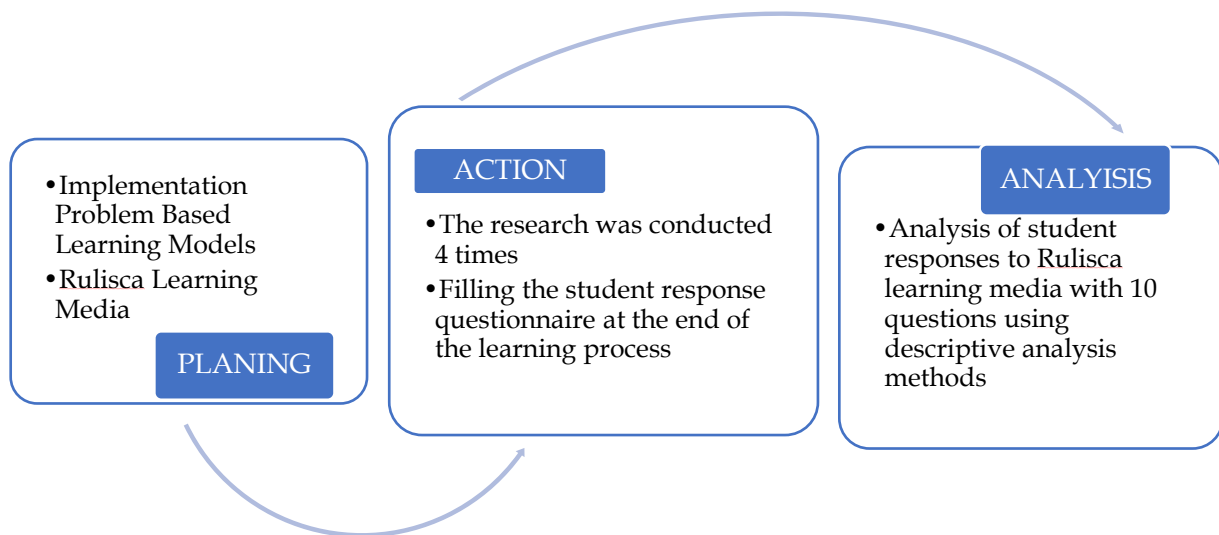 •Implementation
Problem Based
Learning Models
•Rulisca Learning
Media
PLANING
ACTION
•The research was conducted
4 times
•Filling the student response
questionnaire at the end of
the learning process
ANALYISIS
•Analysis of student
responses to Rulisca
learning media with 10
questions using
descriptive analysis
methods